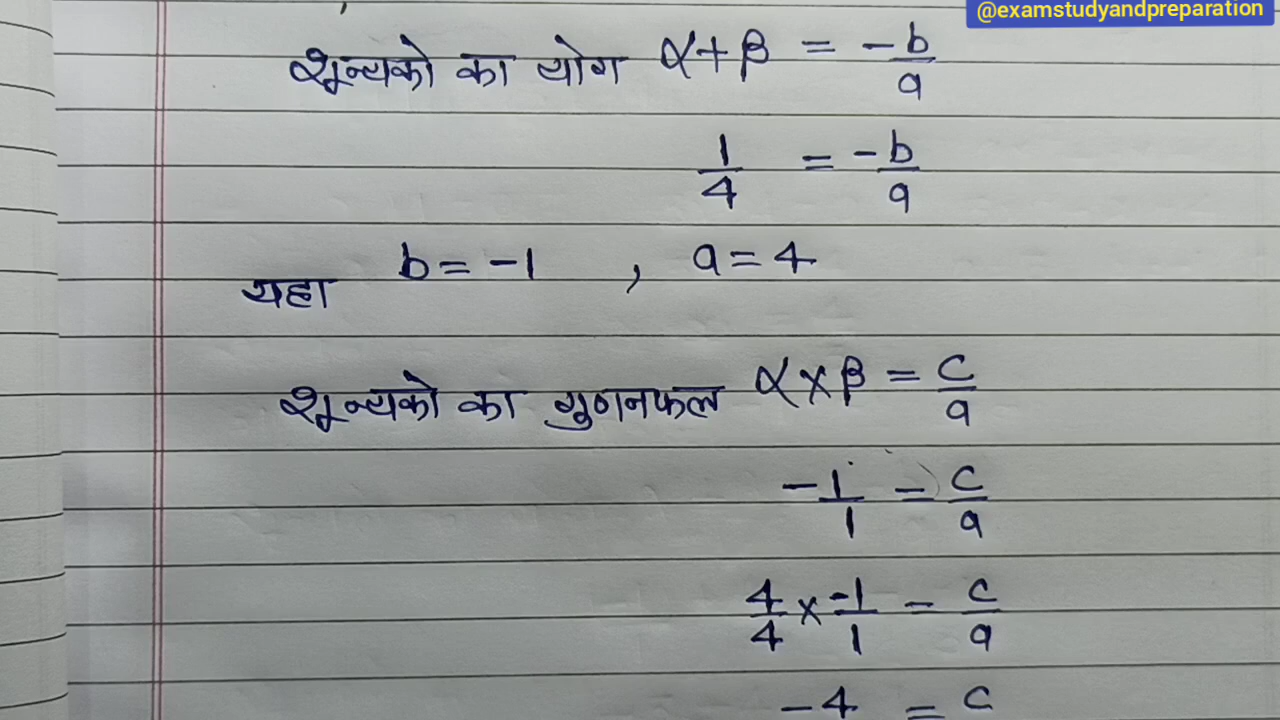 @examstudyandpreparation
शून्यको का योग α+β = -b/a
1/4 = -b/a
यहा b = -1 , a = 4
शून्यको का गुणनफल α×β = c/a
-1/1 = c/a
4/4 × -1/1 = c/a
-4 = c